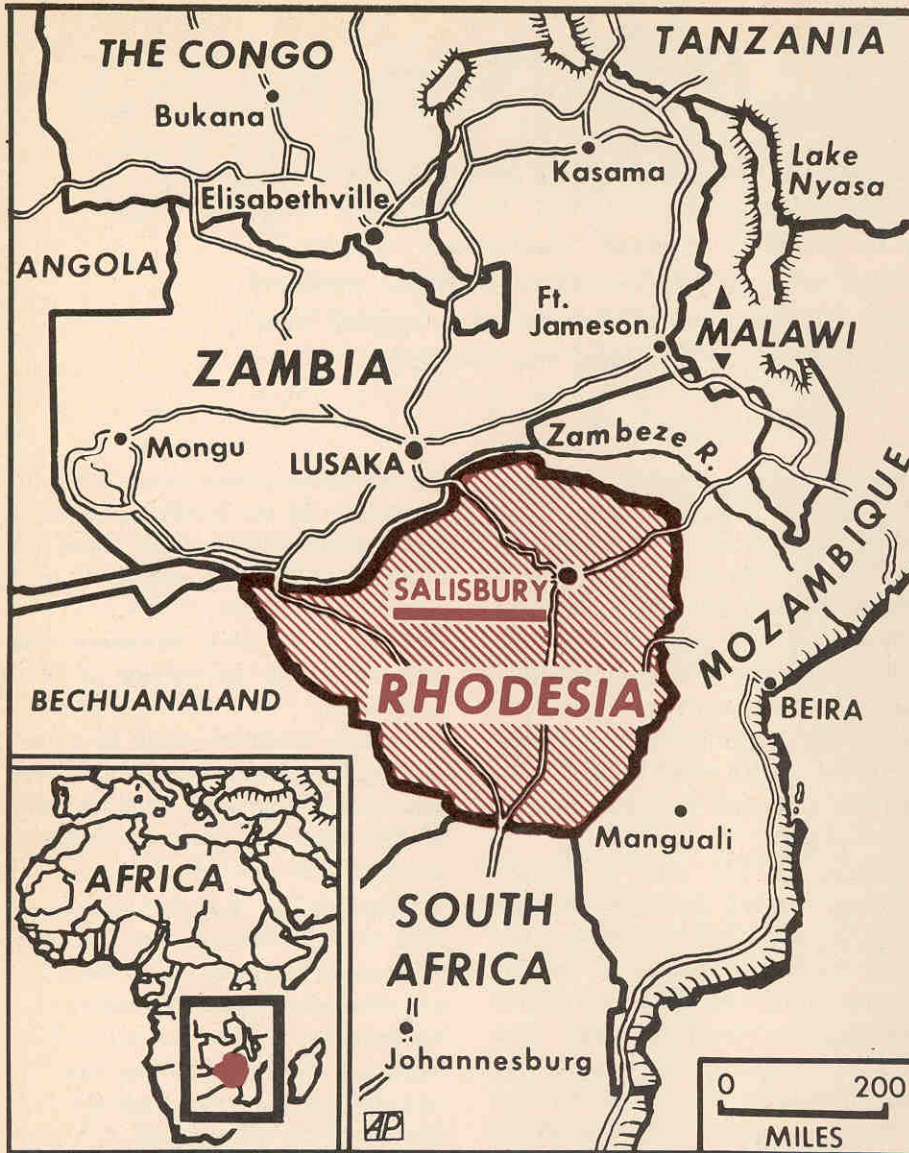 THE CONGO
TANZANIA
Bukana
Kasama
Lake
Nyasa
Elisabethville
ANGOLA
Ft.
Jameson
MALAWI
ZAMBIA
Mongu
LUSAKA
Zambeze R.
MOZAMBIQUE
SALISBURY
RHODESIA
BECHUANALAND
BEIRA
Manguali
AFRICA
SOUTH
AFRICA
Johannesburg
AP
0 200
MILES